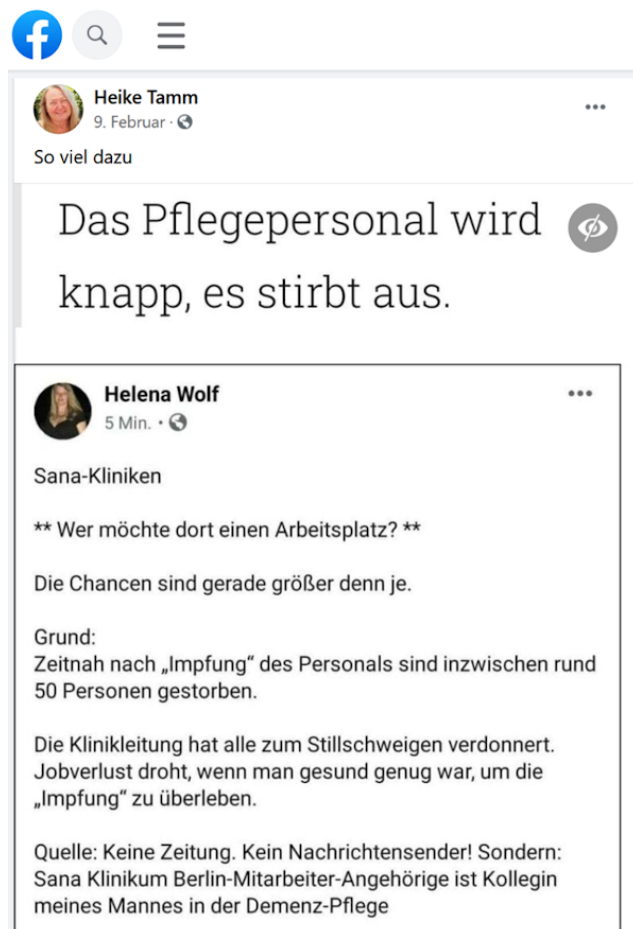 Heike Tamm
9. Februar ·
So viel dazu
Das Pflegepersonal wird
knapp, es stirbt aus.
Helena Wolf
5 Min. ·
Sana-Kliniken
** Wer möchte dort einen Arbeitsplatz? **
Die Chancen sind gerade größer denn je.
Grund:
Zeitnah nach „Impfung“ des Personals sind inzwischen rund
50 Personen gestorben.
Die Klinikleitung hat alle zum Stillschweigen verdonnert.
Jobverlust droht, wenn man gesund genug war, um die
„Impfung“ zu überleben.
Quelle: Keine Zeitung. Kein Nachrichtensender! Sondern:
Sana Klinikum Berlin-Mitarbeiter-Angehörige ist Kollegin
meines Mannes in der Demenz-Pflege